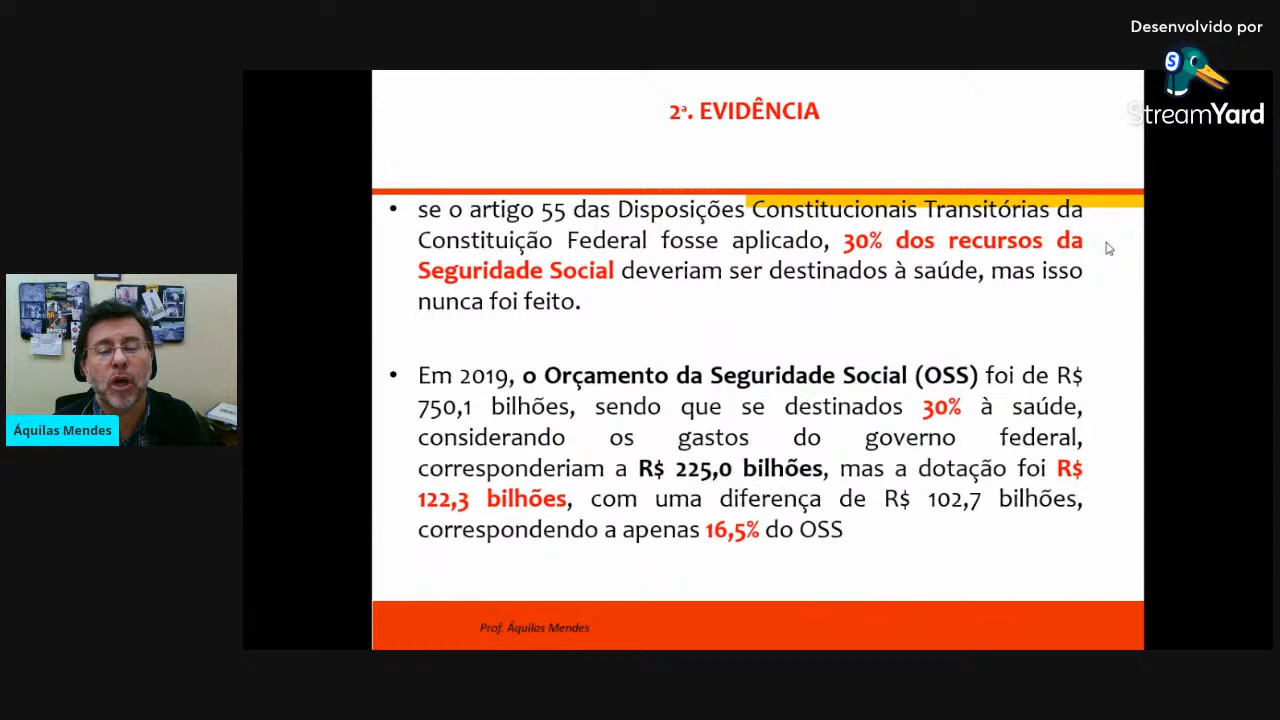 Desenvolvido por
StreamYard
2ª. EVIDÊNCIA
• se o artigo 55 das Disposições Constitucionais Transitórias da
Constituição Federal fosse aplicado, 30% dos recursos da
Seguridade Social deveriam ser destinados à saúde, mas isso
nunca foi feito.
• Em 2019, o Orçamento da Seguridade Social (OSS) foi de R$
750,1 bilhões, sendo que se destinados 30% à saúde,
considerando os gastos do governo federal,
corresponderiam a R$ 225,0 bilhões, mas a dotação foi R$
122,3 bilhões, com uma diferença de R$ 102,7 bilhões,
correspondendo a apenas 16,5% do OSS
Áquilas Mendes
Prof. Áquilas Mendes